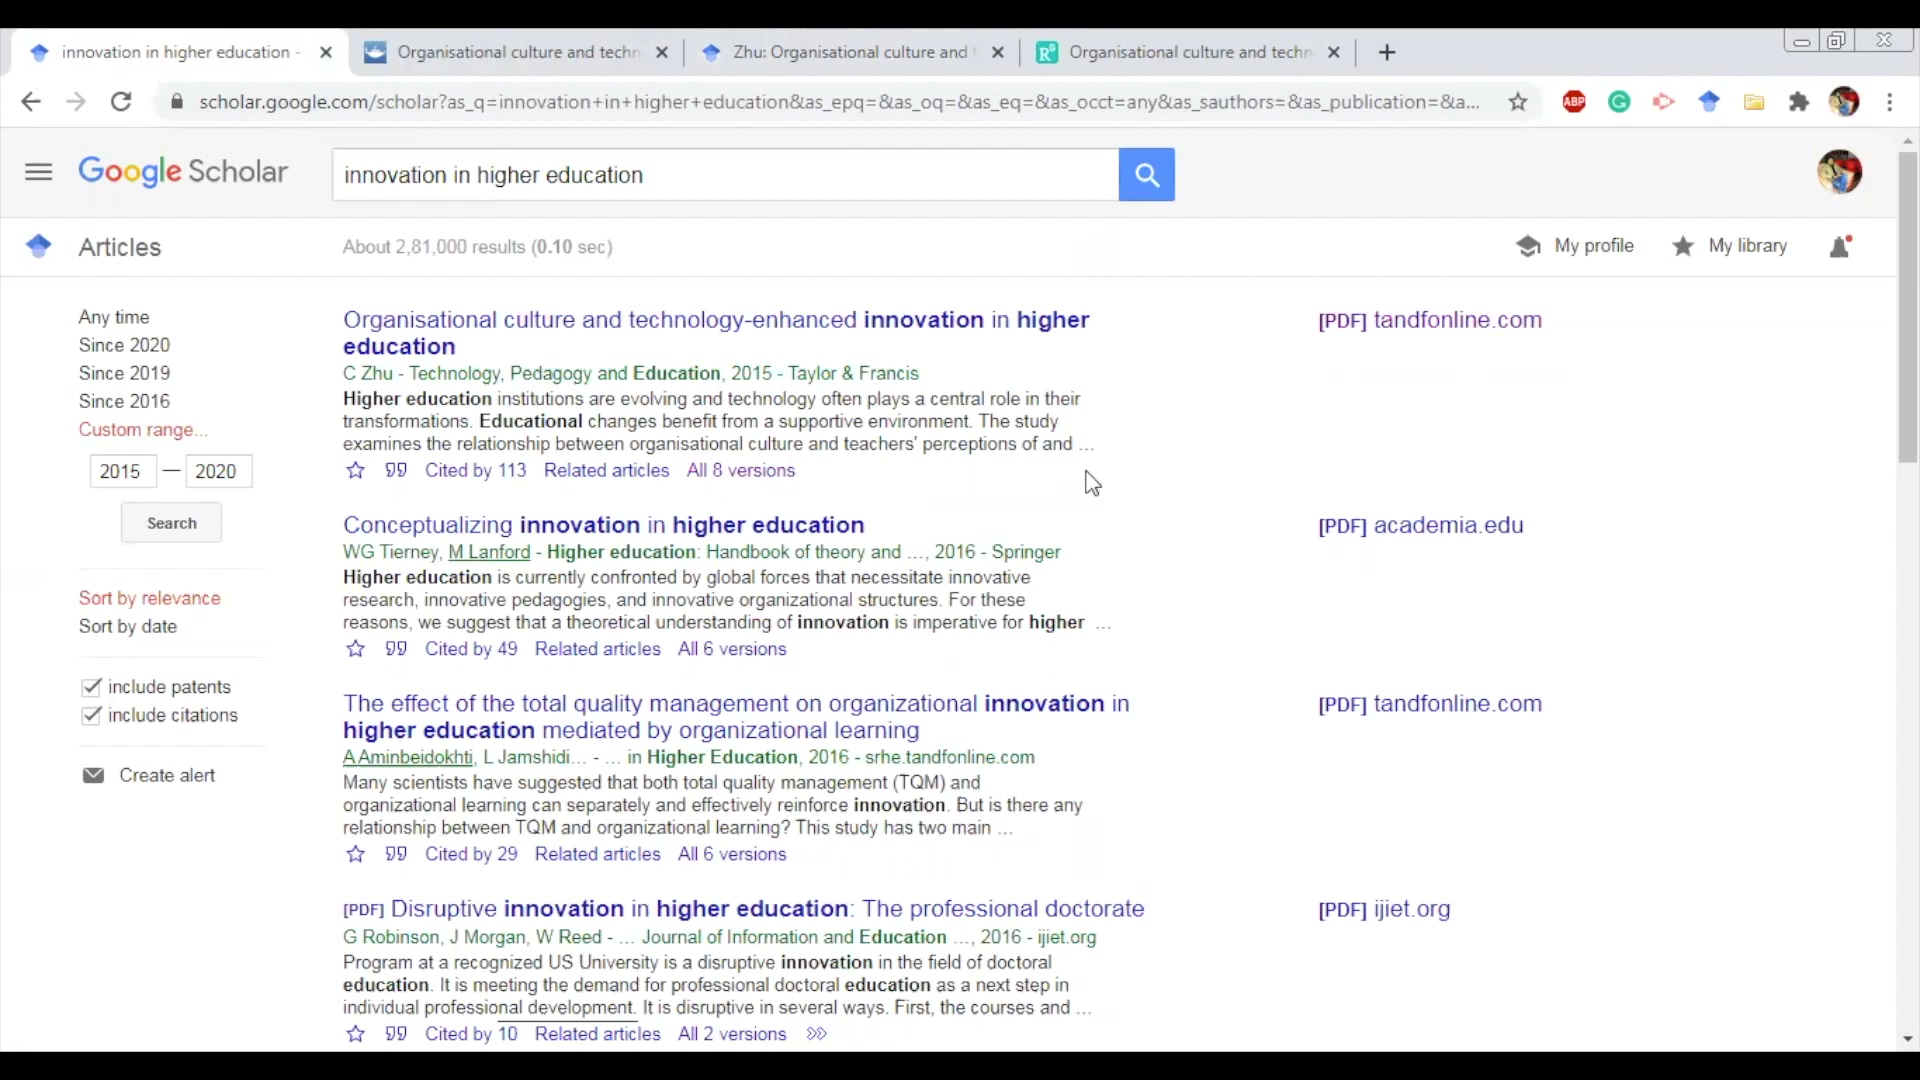 innovation in higher education -
Organisational culture and techn
Zhu: Organisational culture and t
Organisational culture and techn
scholar.google.com/scholar?as_q=innovation+in+higher+education&as_epq=&as_oq=&as_eq=&as_occt=any&as_sauthors=&as_publication=&a...
ABP
Google Scholar
innovation in higher education
Articles
About 2,81,000 results (0.10 sec)
My profile
My library
Any time
Since 2020
Since 2019
Since 2016
Custom range...
2015 — 2020
Search
Sort by relevance
Sort by date
include patents
include citations
Create alert
Organisational culture and technology-enhanced innovation in higher
education
C Zhu - Technology, Pedagogy and Education, 2015 - Taylor & Francis
Higher education institutions are evolving and technology often plays a central role in their
transformations. Educational changes benefit from a supportive environment. The study
examines the relationship between organisational culture and teachers' perceptions of and ...
Cited by 113 Related articles All 8 versions
[PDF] tandfonline.com
Conceptualizing innovation in higher education
WG Tierney, M Lanford - Higher education: Handbook of theory and ..., 2016 - Springer
Higher education is currently confronted by global forces that necessitate innovative
research, innovative pedagogies, and innovative organizational structures. For these
reasons, we suggest that a theoretical understanding of innovation is imperative for higher ...
Cited by 49 Related articles All 6 versions
[PDF] academia.edu
The effect of the total quality management on organizational innovation in
higher education mediated by organizational learning
A Aminbeidokhti, L Jamshidi... - ... in Higher Education, 2016 - srhe.tandfonline.com
Many scientists have suggested that both total quality management (TQM) and
organizational learning can separately and effectively reinforce innovation. But is there any
relationship between TQM and organizational learning? This study has two main ...
Cited by 29 Related articles All 6 versions
[PDF] tandfonline.com
[PDF] Disruptive innovation in higher education: The professional doctorate
G Robinson, J Morgan, W Reed - ... Journal of Information and Education ..., 2016 - ijiet.org
Program at a recognized US University is a disruptive innovation in the field of doctoral
education. It is meeting the demand for professional doctoral education as a next step in
individual professional development. It is disruptive in several ways. First, the courses and ...
Cited by 10 Related articles All 2 versions
[PDF] ijiet.org